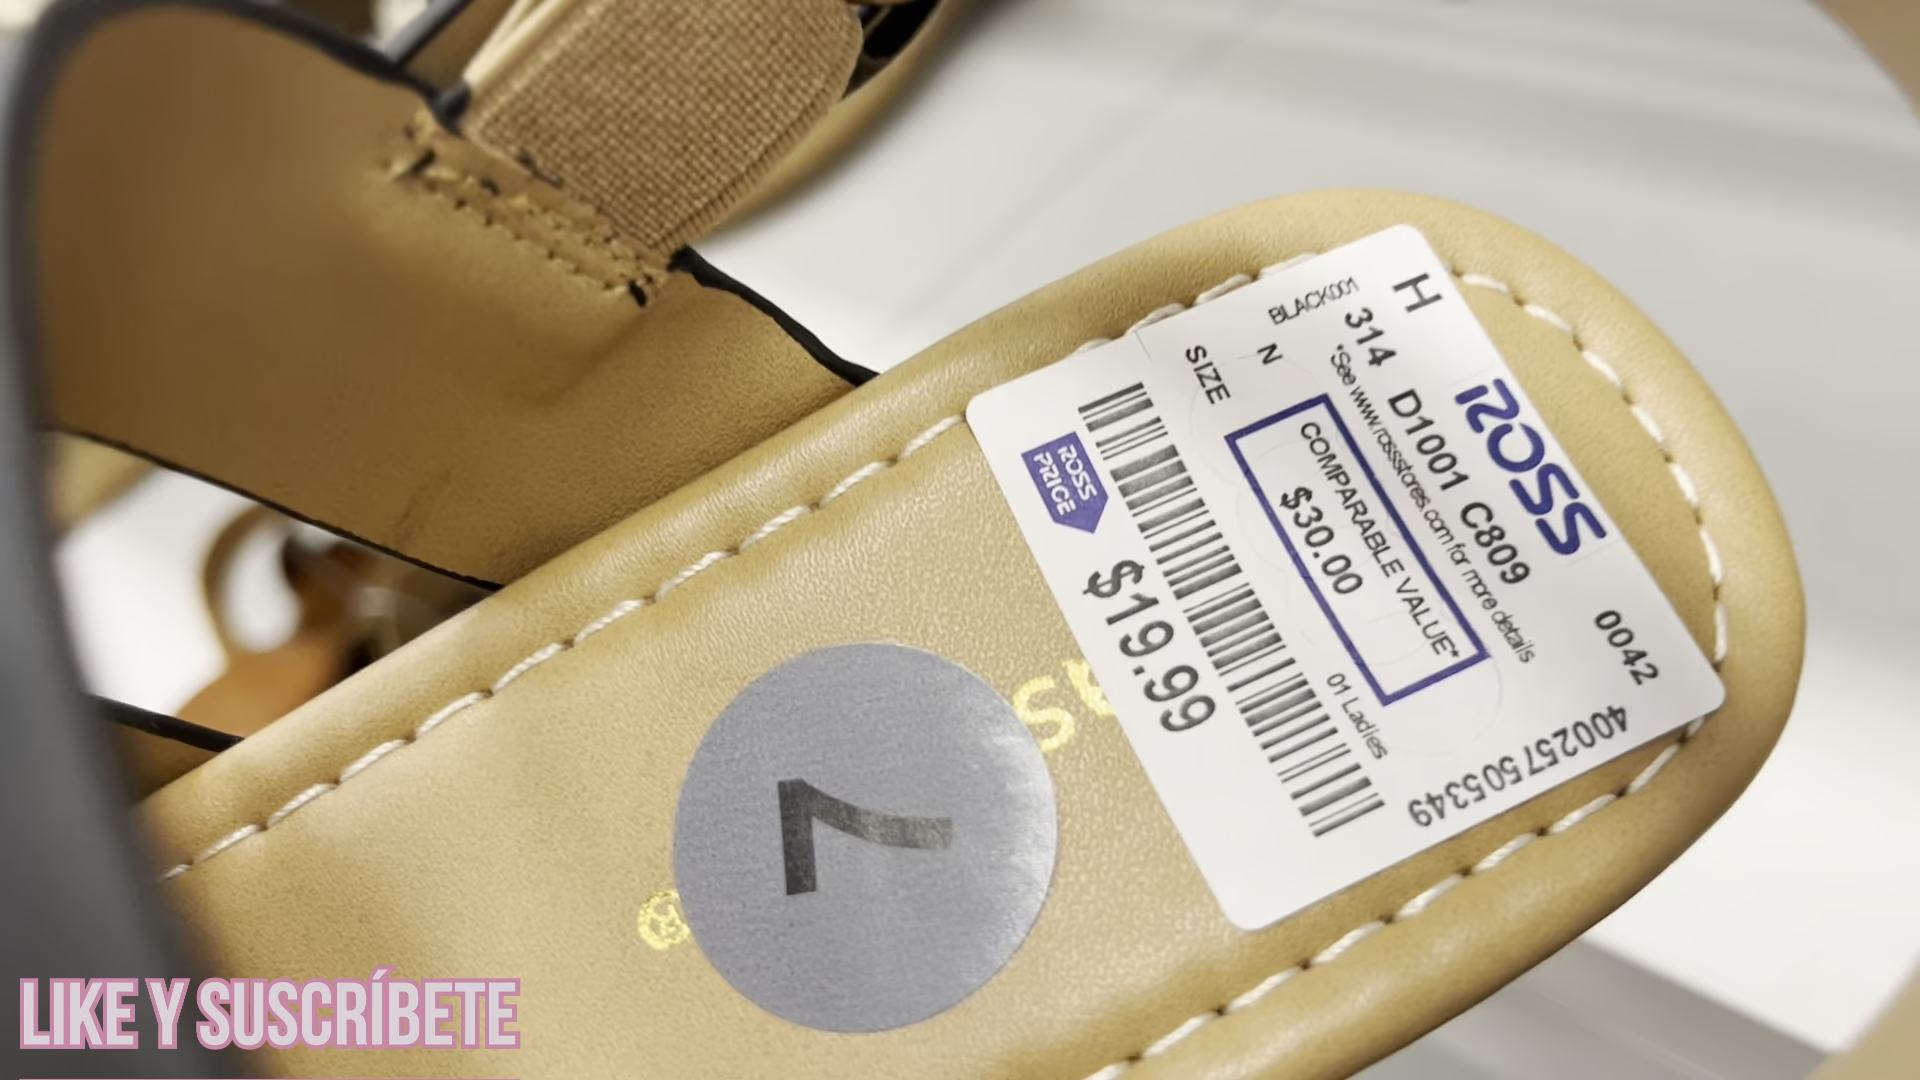 H
ROSS
0042
314 D1001 C809
*See www.rossstores.com for more details
BLACK001
N
SIZE
COMPARABLE VALUE*
$30.00
01 Ladies
400257505349
ROSS
PRICE
$19.99
7
LIKE Y SUSCRÍBETE